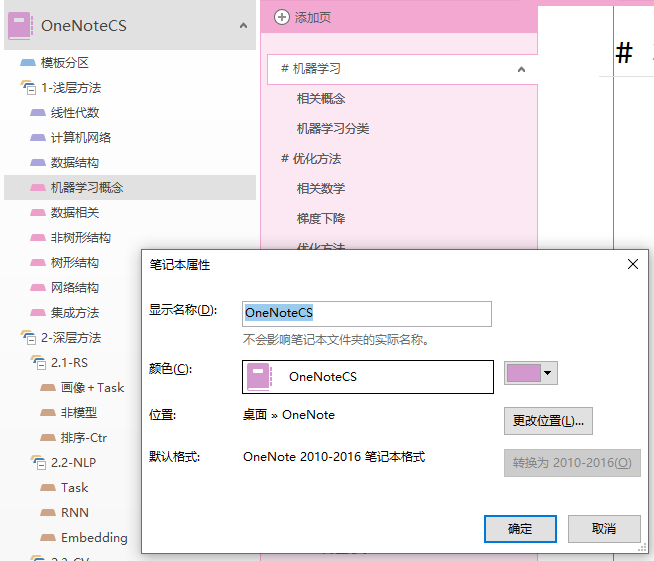 OneNoteCS
模板分区
1-浅层方法
线性代数
计算机网络
数据结构
机器学习概念
数据相关
非树形结构
树形结构
网络结构
集成方法
2-深层方法
2.1-RS
画像+Task
非模型
排序-Ctr
2.2-NLP
Task
RNN
Embedding
添加页
# 机器学习
相关概念
机器学习分类
# 优化方法
相关数学
梯度下降
优化方法
#
笔记本属性
显示名称(D):
OneNoteCS
不会影响笔记本文件夹的实际名称。
颜色(C):
OneNoteCS
位置:
桌面 » OneNote
更改位置(L)...
默认格式:
OneNote 2010-2016 笔记本格式
转换为 2010-2016(O)
确定
取消